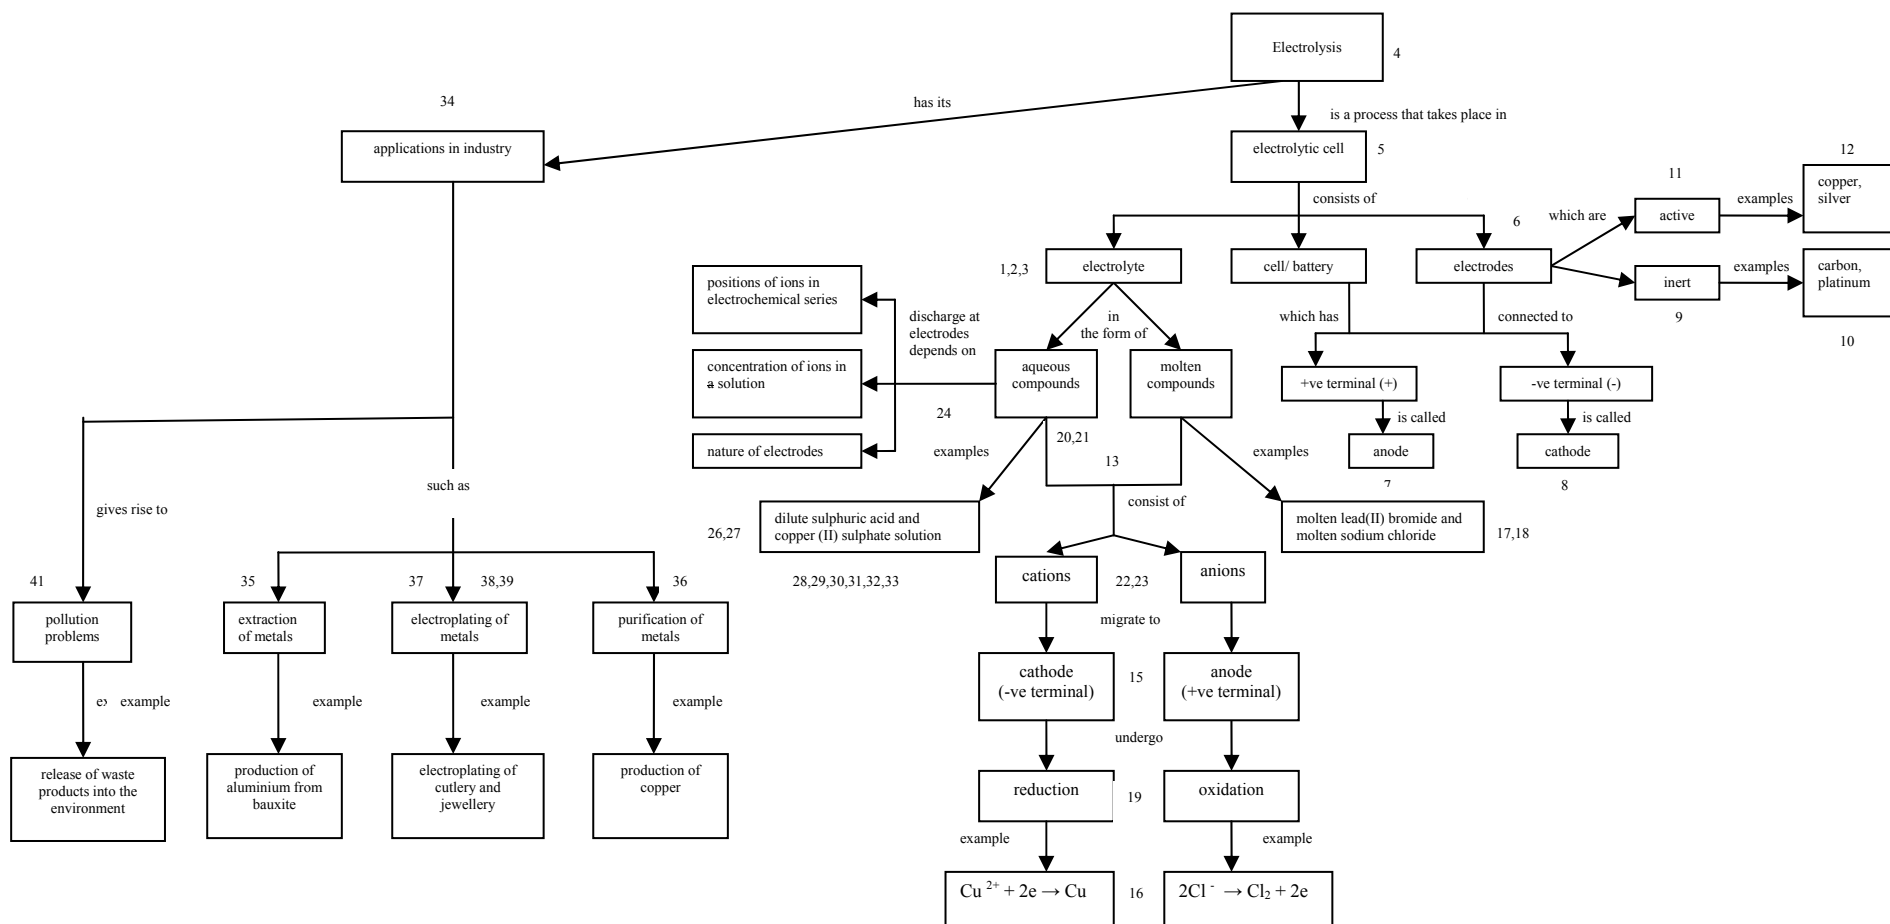 Electrolysis
4
34
has its
is a process that takes place in
applications in industry
electrolytic cell
5
12
consists of
11
copper,
silver
examples
6
which are
active
1,2,3
electrolyte
cell/ battery
electrodes
examples
carbon,
platinum
inert
positions of ions in
electrochemical series
9
discharge at
electrodes
depends on
in
the form of
which has
connected to
10
concentration of ions in
a solution
aqueous
compounds
molten
compounds
+ve terminal (+)
-ve terminal (-)
24
is called
is called
20,21
nature of electrodes
examples
13
examples
anode
cathode
such as
7
8
consist of
gives rise to
dilute sulphuric acid and
copper (II) sulphate solution
molten lead(II) bromide and
molten sodium chloride
26,27
17,18
41
35
37
38,39
36
28,29,30,31,32,33
cations
22,23
anions
pollution
problems
extraction
of metals
electroplating of
metals
purification of
metals
migrate to
cathode
(-ve terminal)
15
anode
(+ve terminal)
example
example
example
example
undergo
release of waste
products into the
environment
production of
aluminium from
bauxite
electroplating of
cutlery and
jewellery
production of
copper
reduction
19
oxidation
example
example
Cu 2+ + 2e → Cu
16
2Cl - → Cl2 + 2e